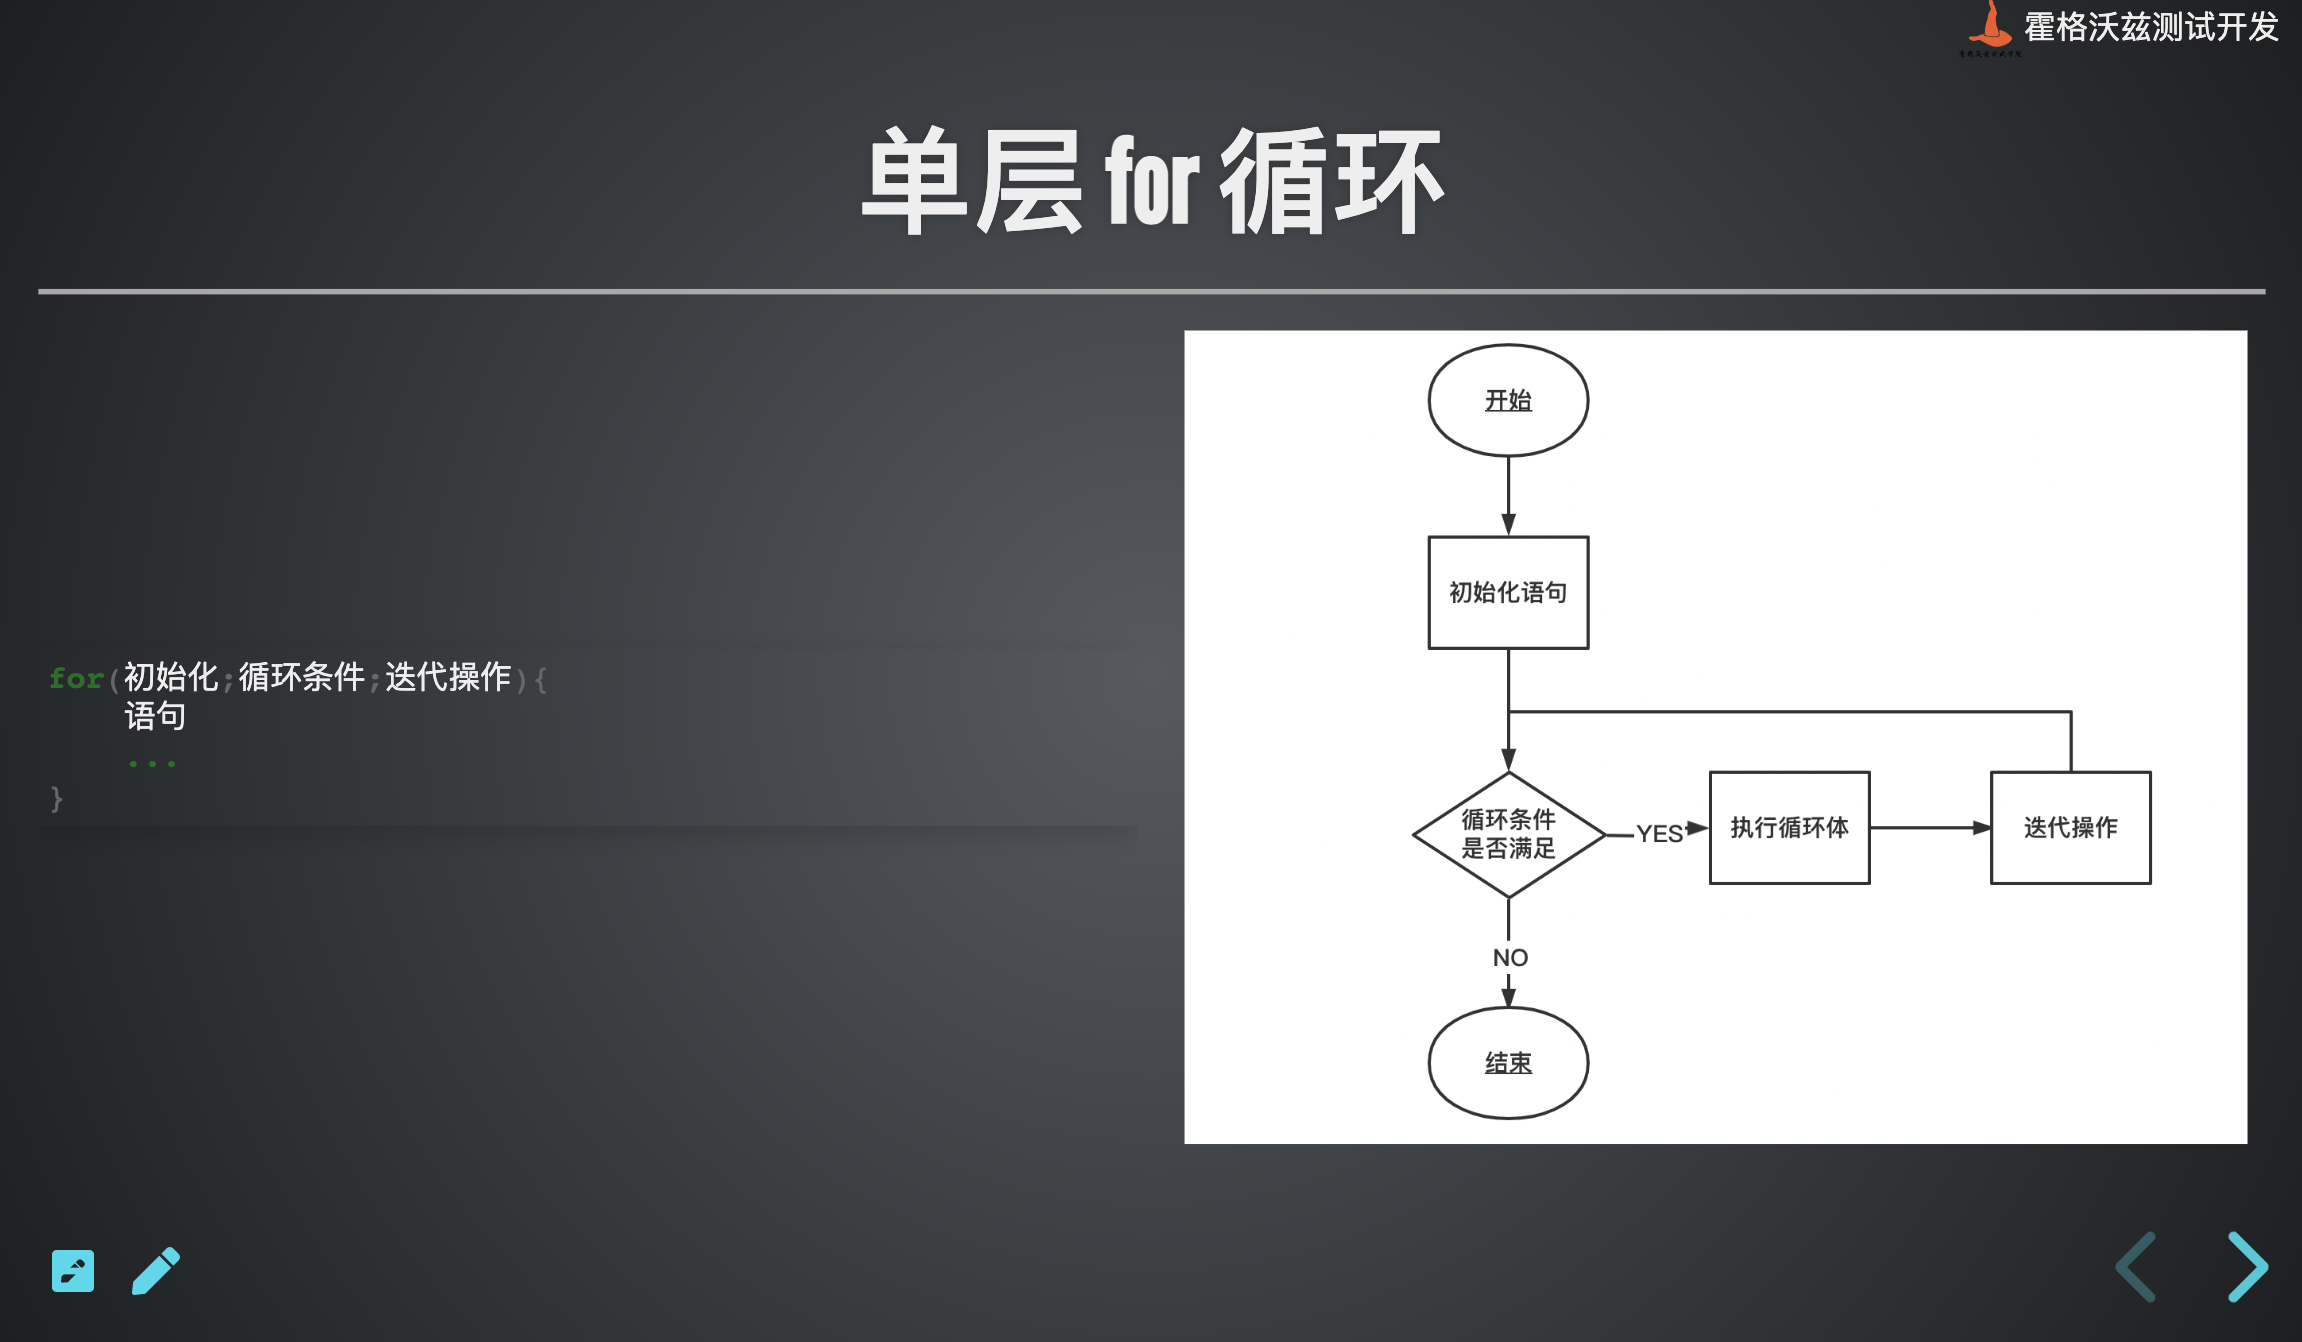 霍格沃兹测试开发
单层 for 循环
for(初始化;循环条件;迭代操作){
语句
...
}
开始
初始化语句
循环条件
是否满足
YES
执行循环体
迭代操作
NO
结束